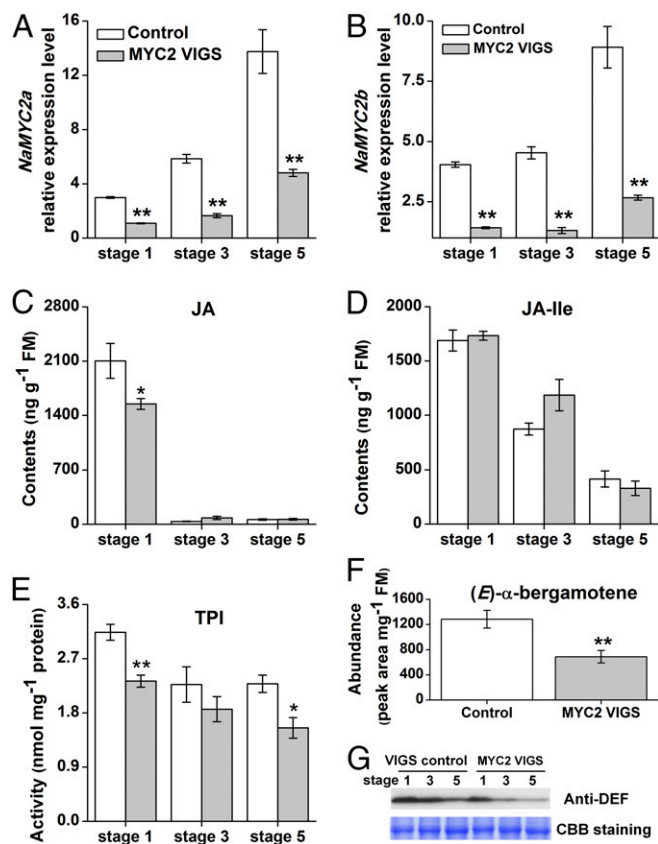 A
Control
MYC2 VIGS
NaMYC2a
relative expression level
16
12
8
4
0
**
**
**
stage 1 stage 3 stage 5
B
Control
MYC2 VIGS
NaMYC2b
relative expression level
10.0
7.5
5.0
2.5
**
**
**
stage 1 stage 3 stage 5
C
JA
Contents (ng g-1 FM)
2800
2100
1400
700
0
*
stage 1 stage 3 stage 5
D
JA-Ile
Contents (ng g-1 FM)
2000
1500
1000
500
0
stage 1 stage 3 stage 5
E
TPI
Activity (nmol mg-1 protein)
3.6
2.7
1.8
0.9
0.0
**
*
stage 1 stage 3 stage 5
F
(E)-α-bergamotene
Abundance
(peak area mg-1 FM)
1600
1200
800
400
0
**
Control MYC2 VIGS
G
VIGS control MYC2 VIGS
stage 1 3 5 1 3 5
Anti-DEF
CBB staining